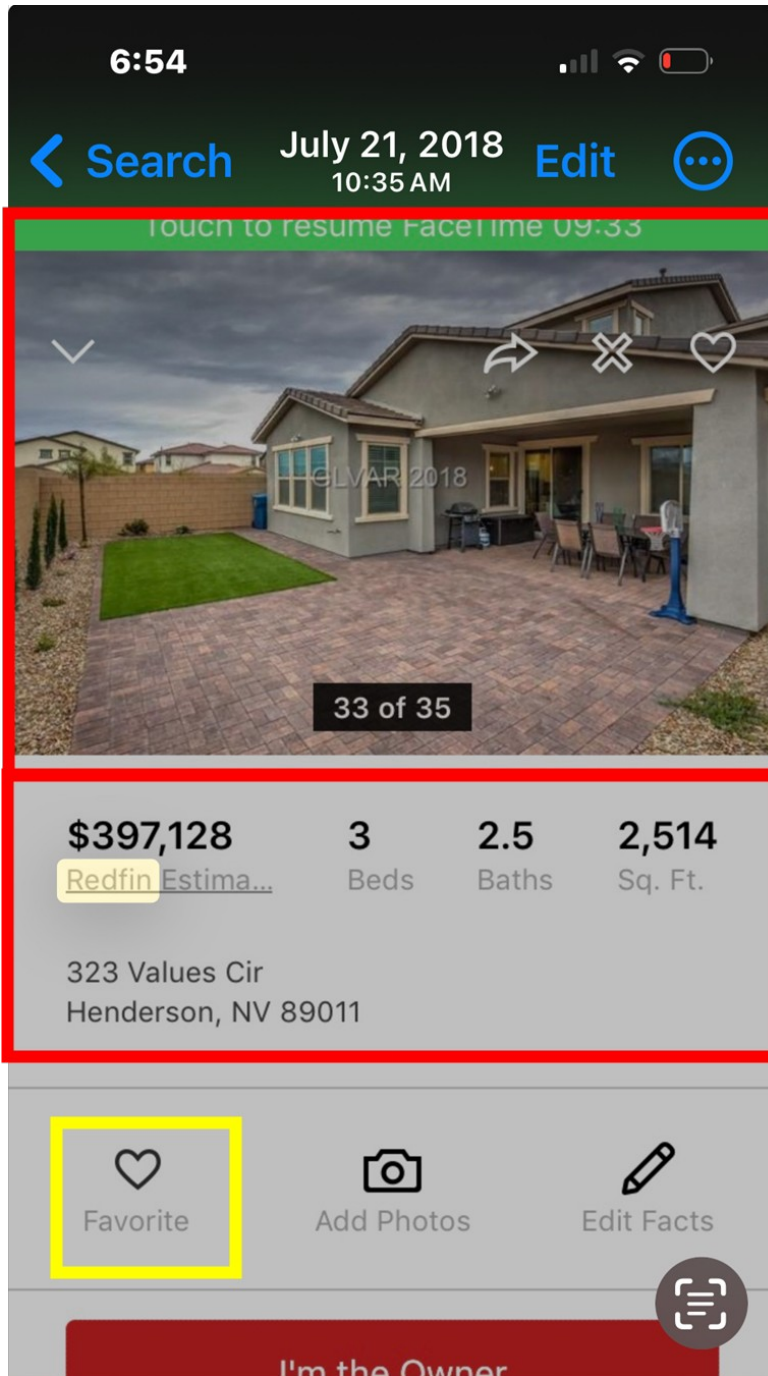 6:54
Search July 21, 2018 Edit
10:35 AM
Touch to resume FaceTime 09:33
GLVAR 2018
33 of 35
$397,128 3 2.5 2,514
Redfin Estima... Beds Baths Sq. Ft.
323 Values Cir
Henderson, NV 89011
Favorite Add Photos Edit Facts
I'm the Owner